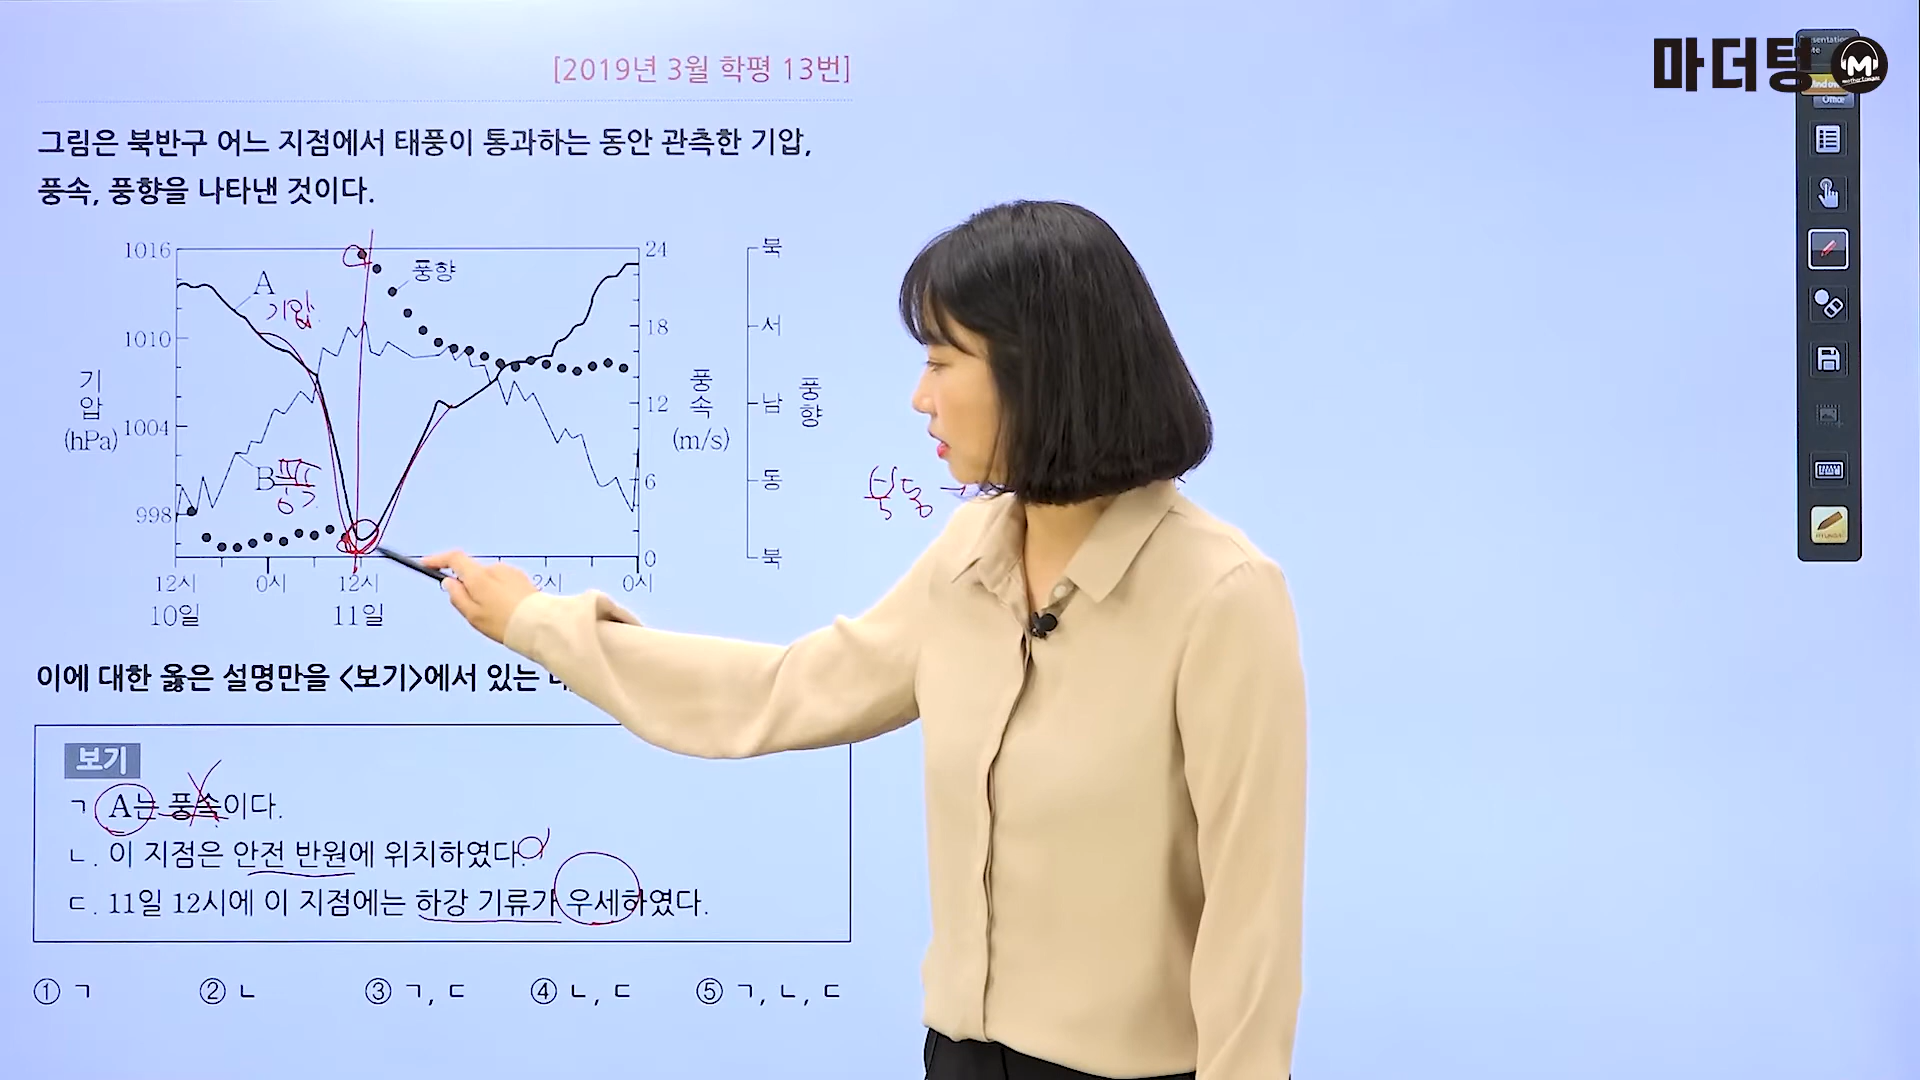 마더텅
[2019년 3월 학평 13번]
그림은 북반구 어느 지점에서 태풍이 통과하는 동안 관측한 기압,
풍속, 풍향을 나타낸 것이다.
1016
1010
1004
998
기압
(hPa)
A
기압
B
풍속
풍향
24
18
12
6
0
풍속
(m/s)
북
서
남
동
북
풍향
12시
0시
12시
0시
10일
11일
북동
이에 대한 옳은 설명만을 <보기>에서 있는
보기
ㄱ A는 풍속이다.
ㄴ. 이 지점은 안전 반원에 위치하였다.
ㄷ. 11일 12시에 이 지점에는 하강 기류가 우세하였다.
① ㄱ ② ㄴ ③ ㄱ, ㄷ ④ ㄴ, ㄷ ⑤ ㄱ, ㄴ, ㄷ